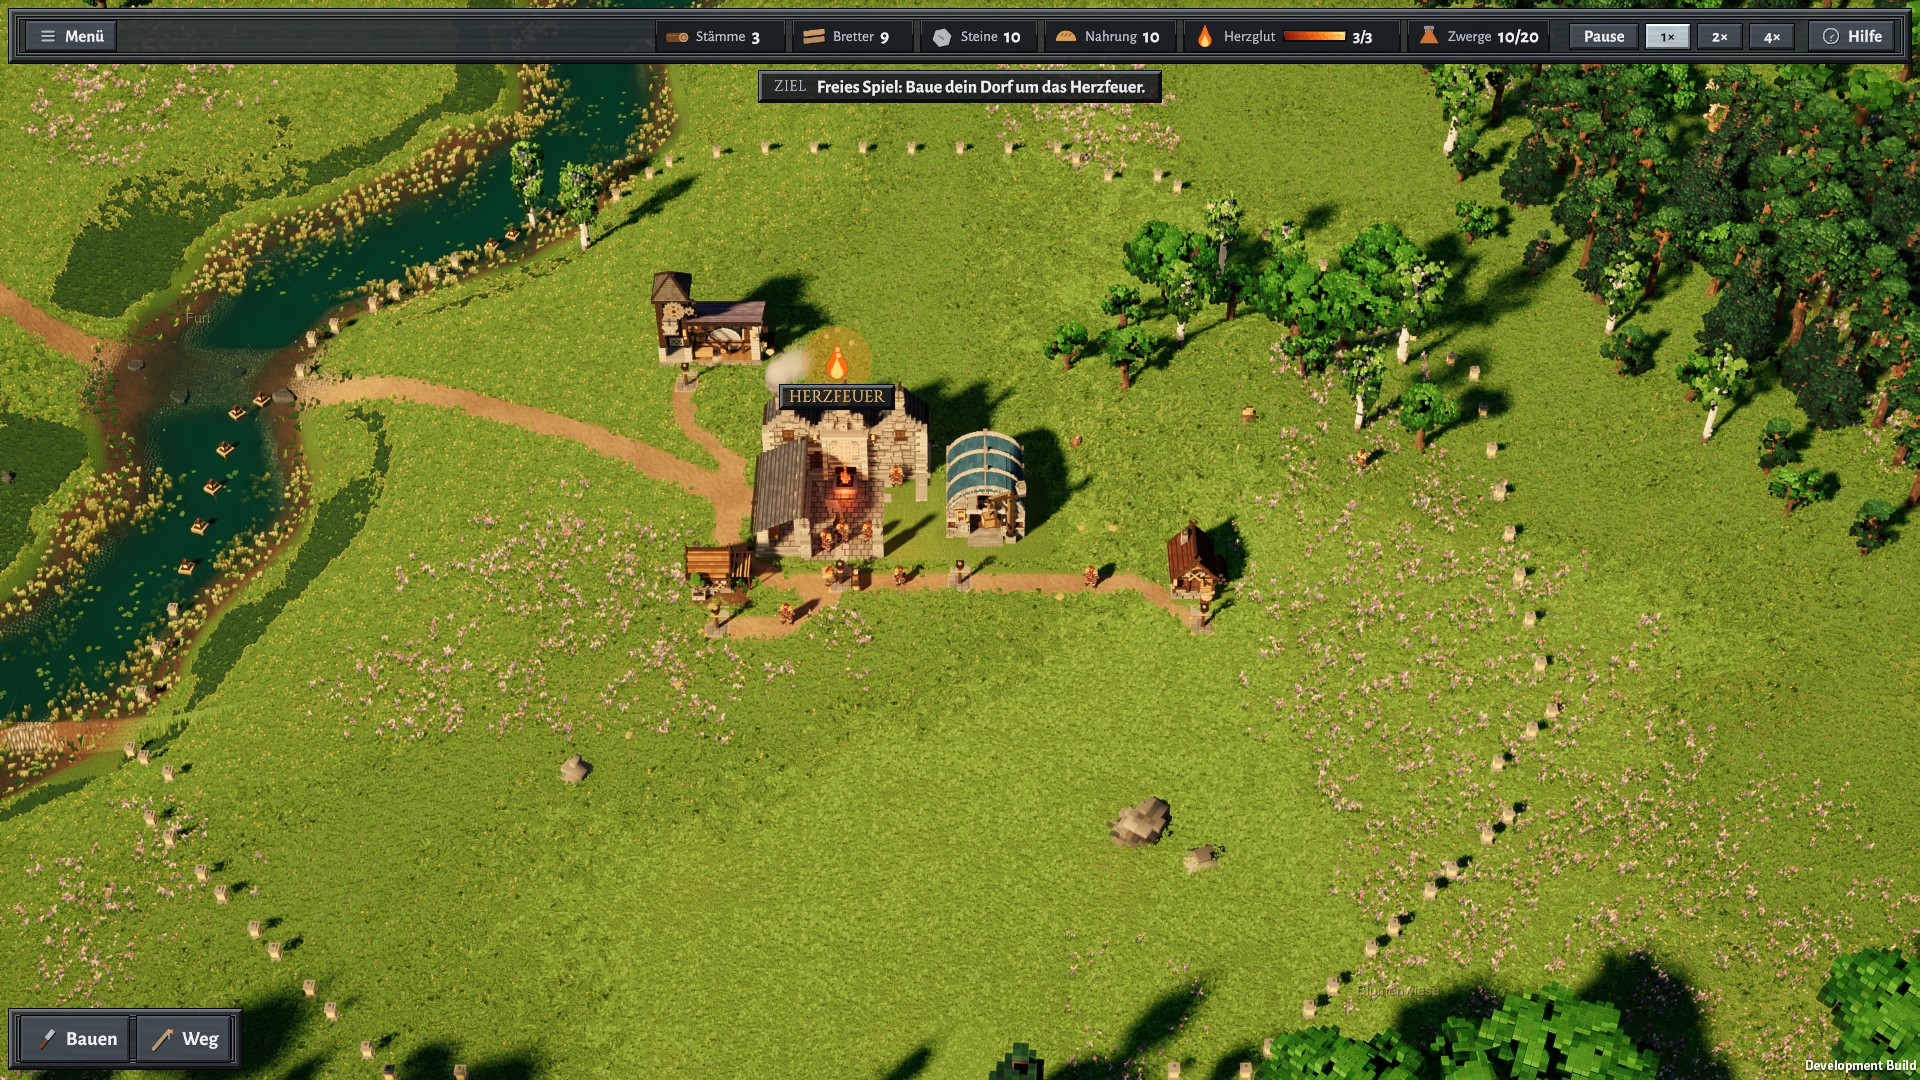 Menü
Stämme 3
Bretter 9
Steine 10
Nahrung 10
Herzglut 3/3
Zwerge 10/20
Pause
1×
2×
4×
Hilfe
ZIEL Freies Spiel: Baue dein Dorf um das Herzfeuer.
Furt
HERZFEUER
Blumenwiese
Bauen
Weg
Development Build